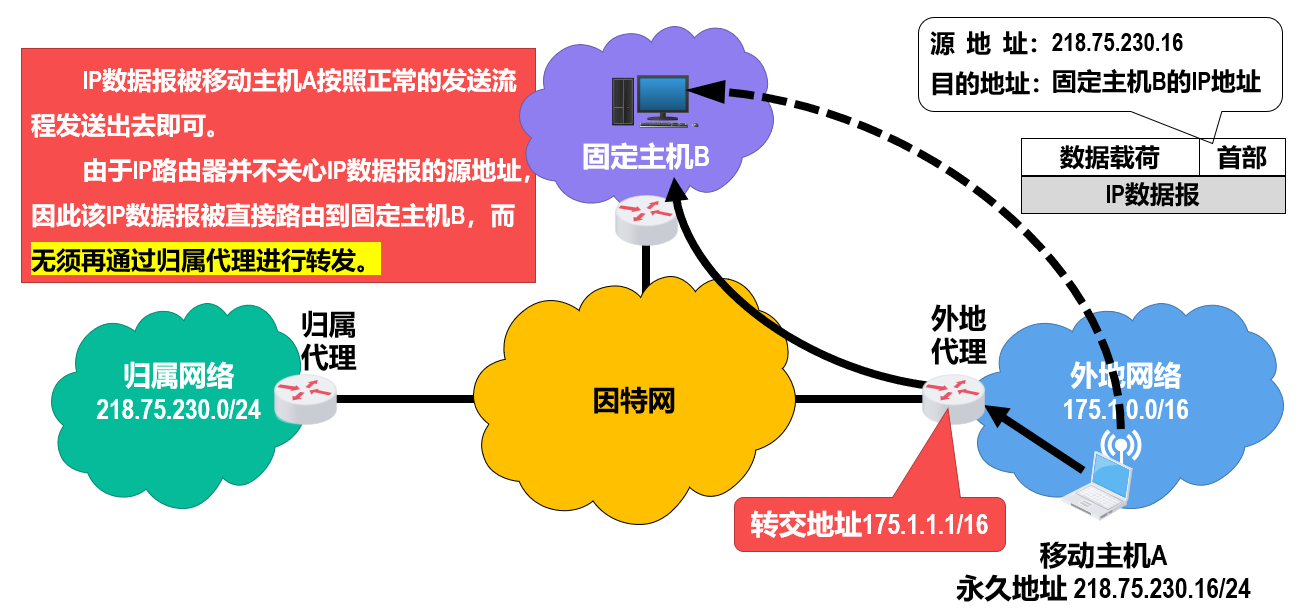 IP数据报被移动主机A按照正常的发送流
程发送出去即可。
由于IP路由器并不关心IP数据报的源地址，
因此该IP数据报被直接路由到固定主机B，而
无须再通过归属代理进行转发。
固定主机B
源 地 址：218.75.230.16
目的地址：固定主机B的IP地址
数据载荷 首部
IP数据报
归属
代理
归属网络
218.75.230.0/24
因特网
外地
代理
外地网络
175.1.0.0/16
转交地址175.1.1.1/16
移动主机A
永久地址 218.75.230.16/24